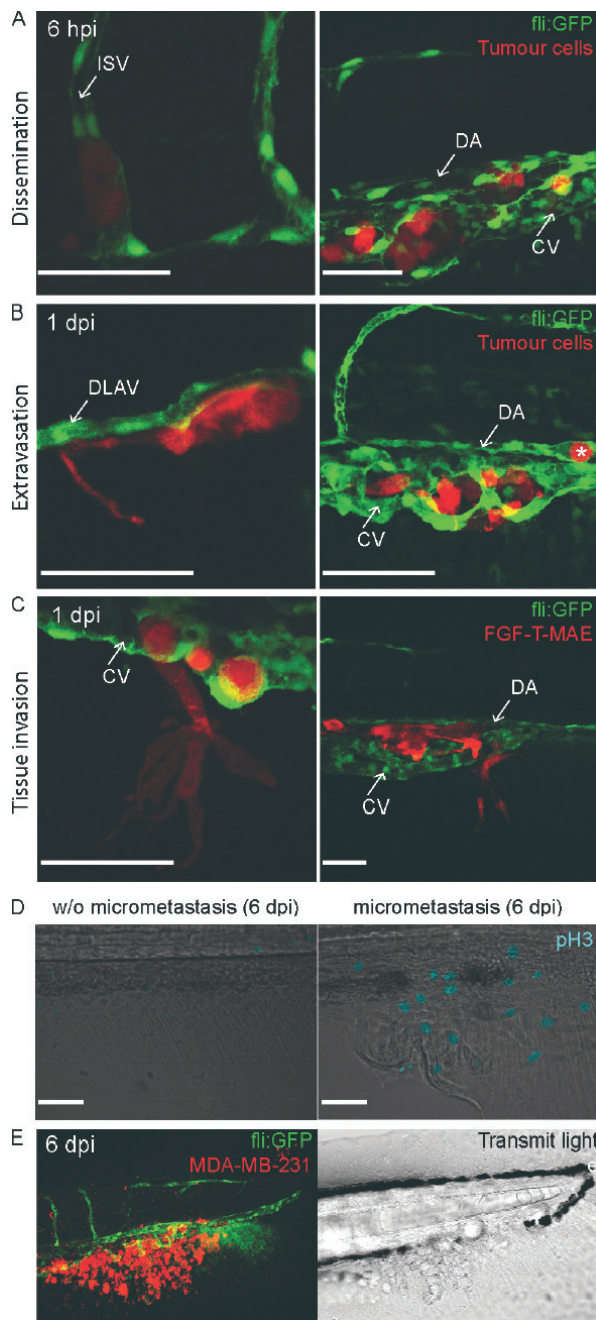 A
6 hpi
ISV
fli:GFP
Tumour cells
DA
CV
Dissemination
B
1 dpi
DLAV
fli:GFP
Tumour cells
DA
*
CV
Extravasation
C
1 dpi
CV
fli:GFP
FGF-T-MAE
DA
CV
Tissue invasion
D
w/o micrometastasis (6 dpi)
micrometastasis (6 dpi)
pH3
E
6 dpi
fli:GFP
MDA-MB-231
Transmit light